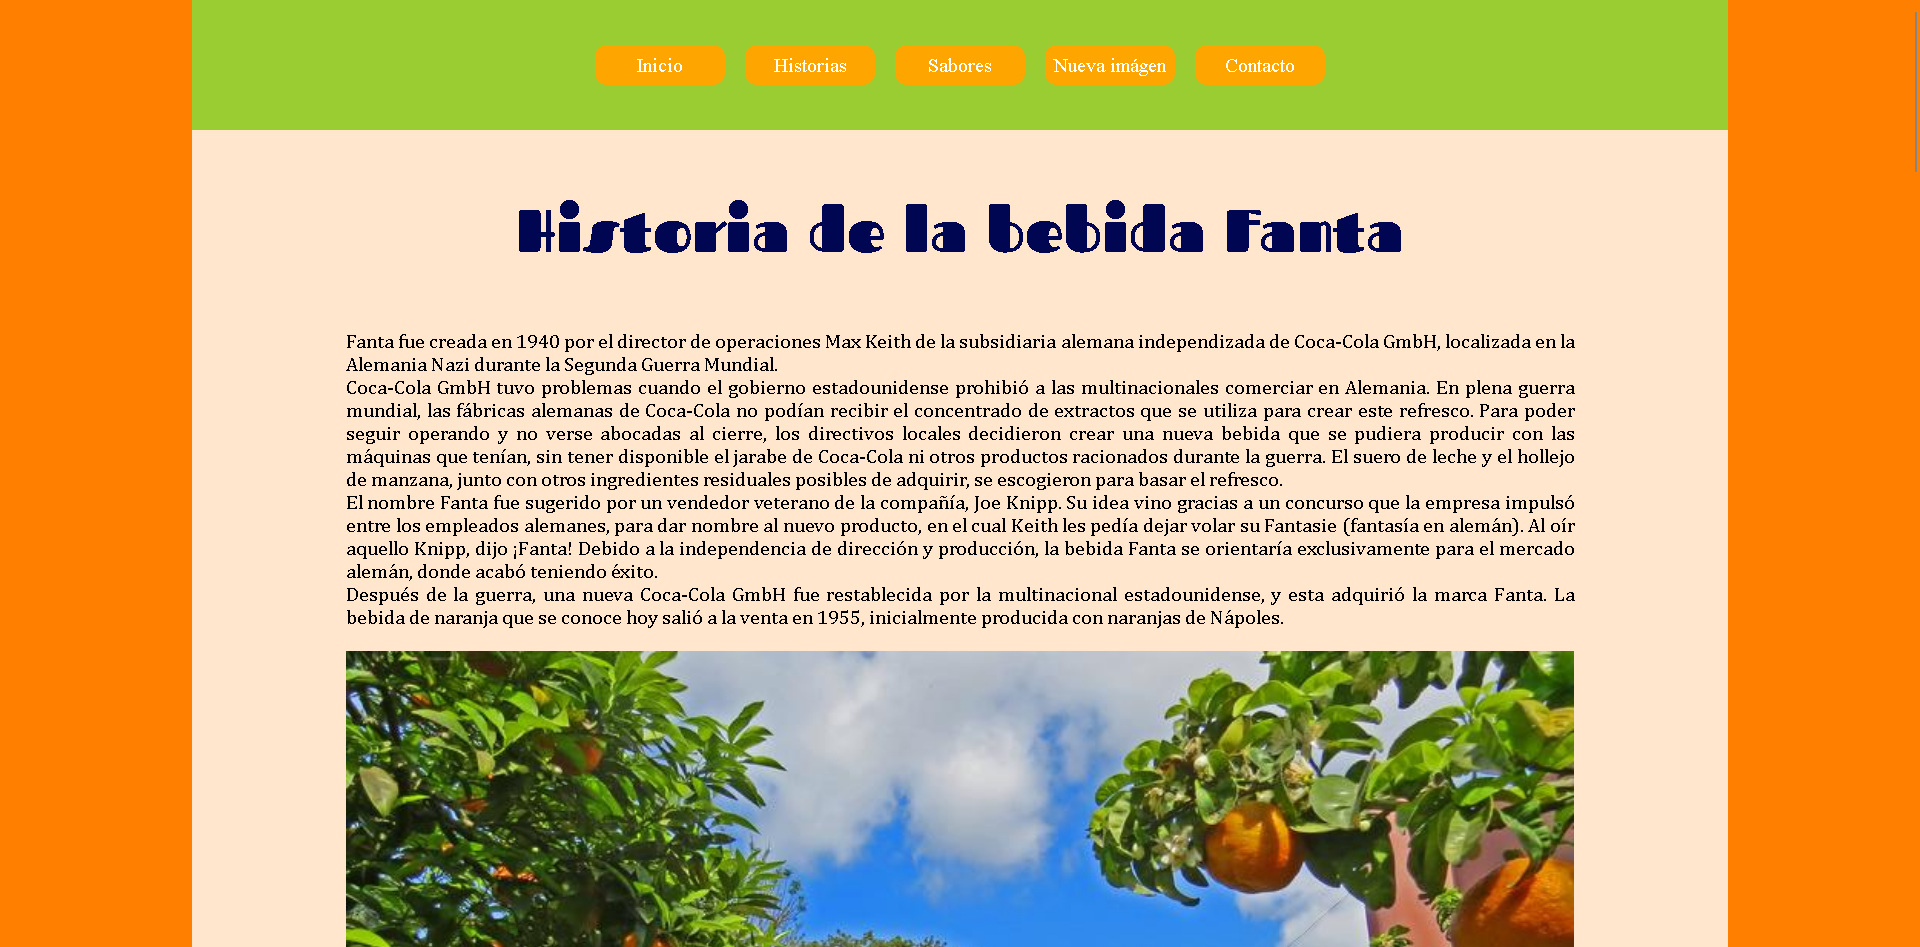 Inicio
Historias
Sabores
Nueva imágen
Contacto
Historia de la bebida Fanta
Fanta fue creada en 1940 por el director de operaciones Max Keith de la subsidiaria alemana independizada de Coca-Cola GmbH, localizada en la
Alemania Nazi durante la Segunda Guerra Mundial.
Coca-Cola GmbH tuvo problemas cuando el gobierno estadounidense prohibió a las multinacionales comerciar en Alemania. En plena guerra
mundial, las fábricas alemanas de Coca-Cola no podían recibir el concentrado de extractos que se utiliza para crear este refresco. Para poder
seguir operando y no verse abocadas al cierre, los directivos locales decidieron crear una nueva bebida que se pudiera producir con las
máquinas que tenían, sin tener disponible el jarabe de Coca-Cola ni otros productos racionados durante la guerra. El suero de leche y el hollejo
de manzana, junto con otros ingredientes residuales posibles de adquirir, se escogieron para basar el refresco.
El nombre Fanta fue sugerido por un vendedor veterano de la compañía, Joe Knipp. Su idea vino gracias a un concurso que la empresa impulsó
entre los empleados alemanes, para dar nombre al nuevo producto, en el cual Keith les pedía dejar volar su Fantasie (fantasía en alemán). Al oír
aquello Knipp, dijo ¡Fanta! Debido a la independencia de dirección y producción, la bebida Fanta se orientaría exclusivamente para el mercado
alemán, donde acabó teniendo éxito.
Después de la guerra, una nueva Coca-Cola GmbH fue restablecida por la multinacional estadounidense, y esta adquirió la marca Fanta. La
bebida de naranja que se conoce hoy salió a la venta en 1955, inicialmente producida con naranjas de Nápoles.